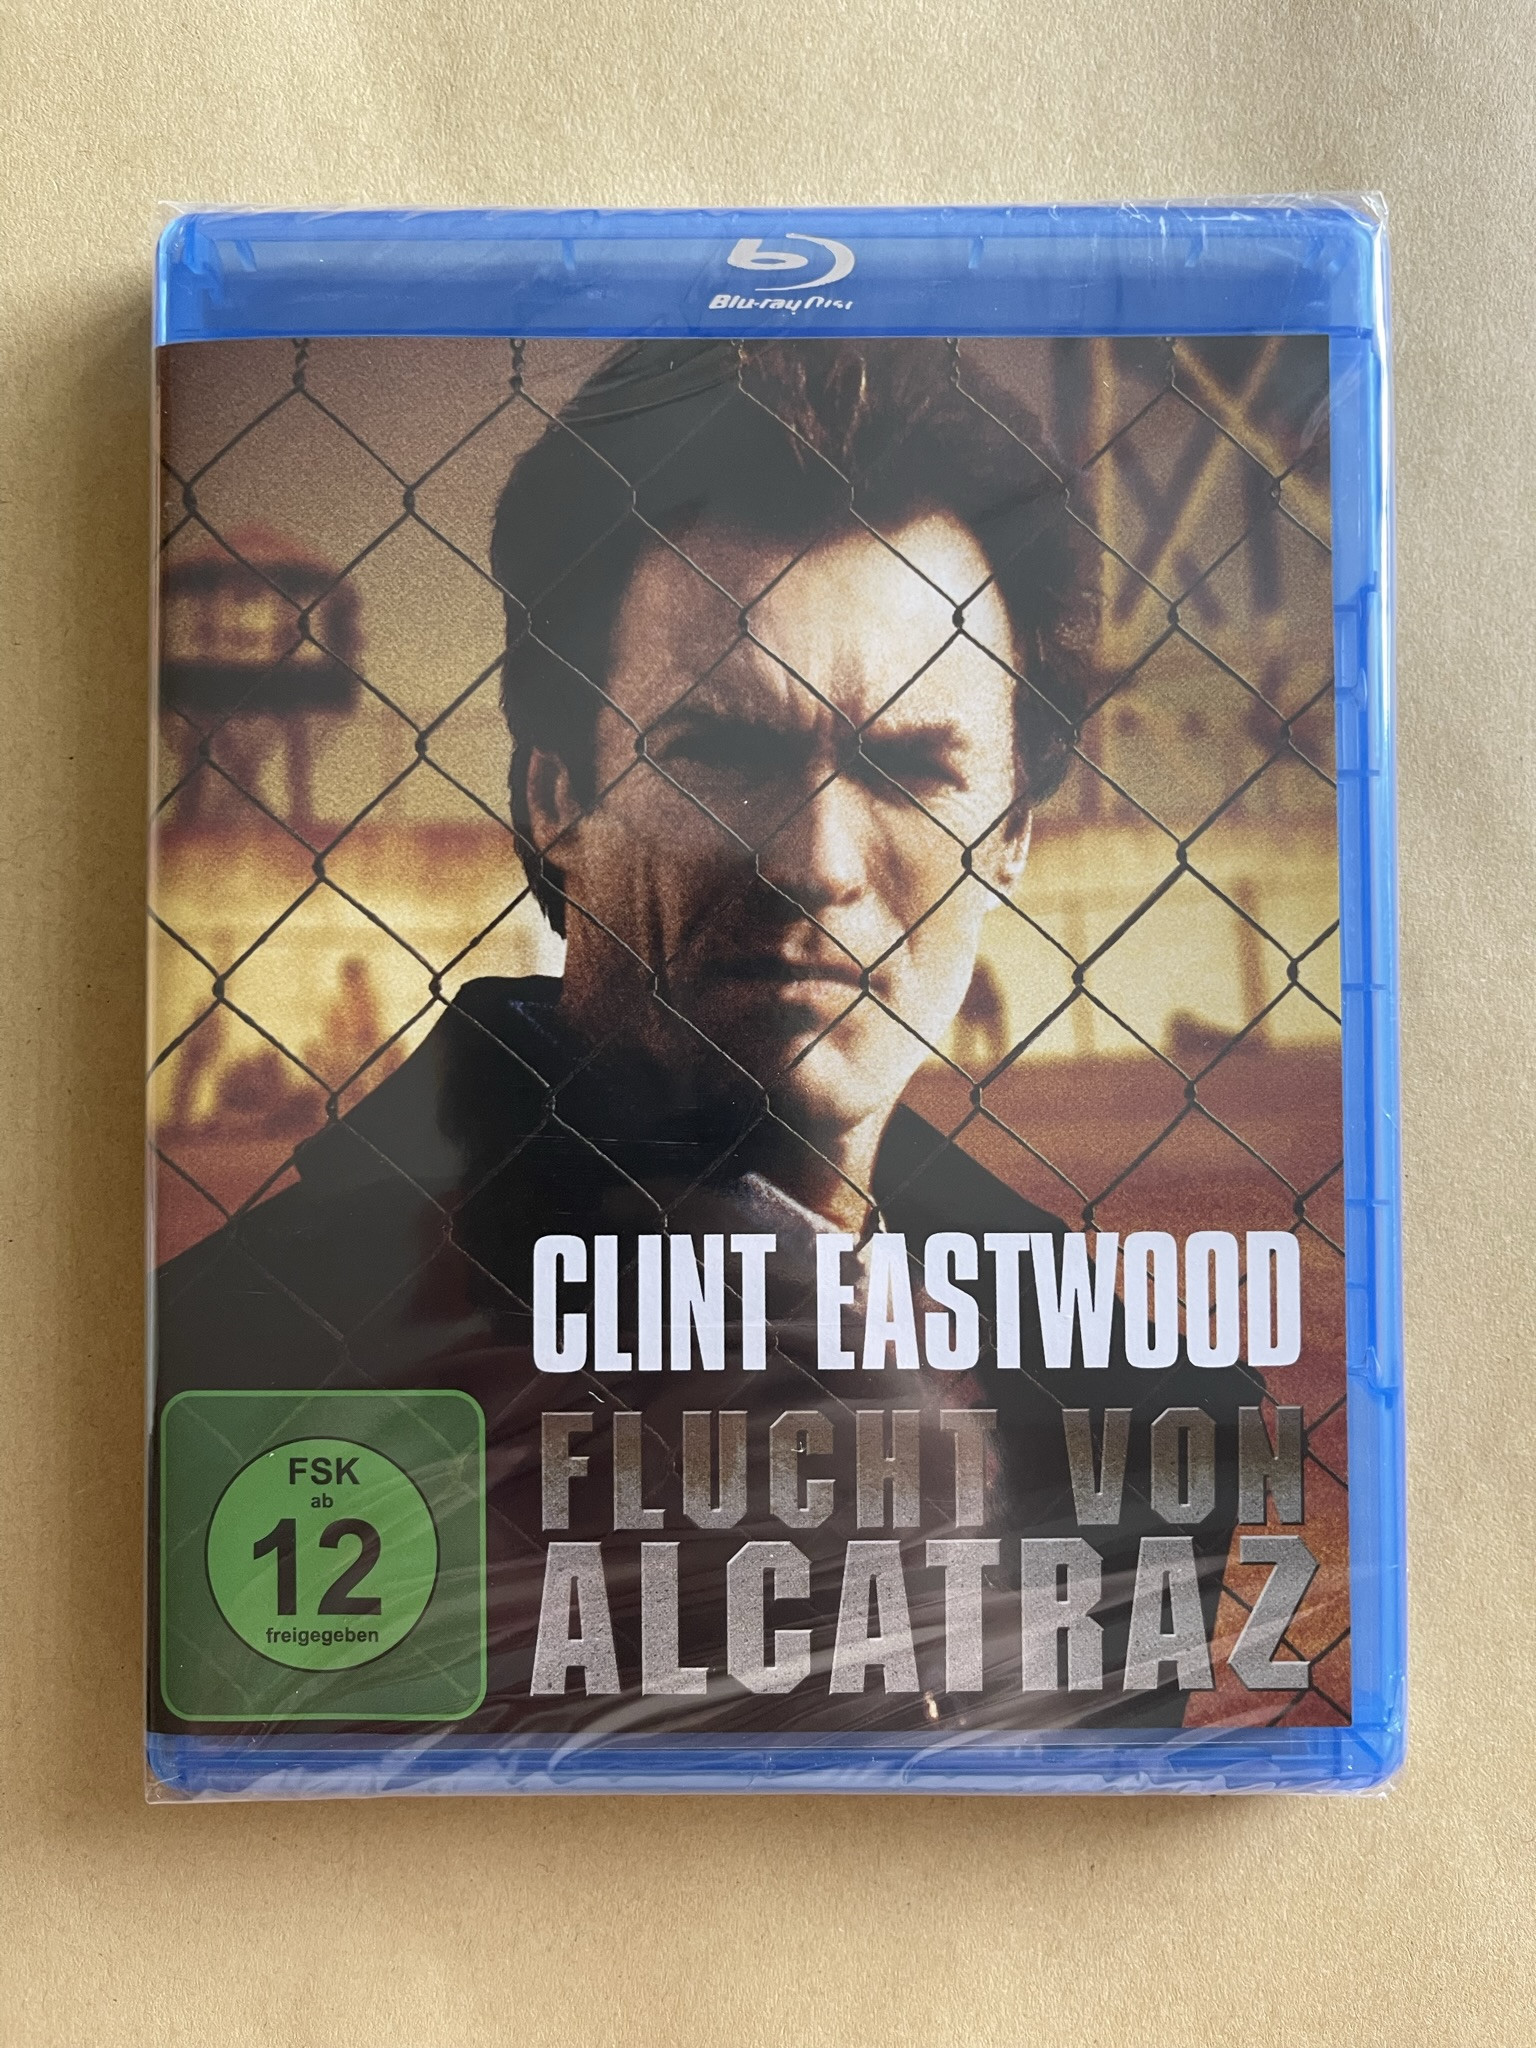 Blu-ray Disc
CLINT EASTWOOD
FLUCHT VON
ALCATRAZ
FSK
ab
12
freigegeben